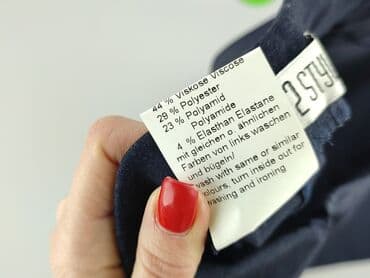 44 % Viskose Viscose
29 % Polyester
23 % Polyamid
Polyamide
4 % Elasthan Elastane
mit gleichen o. ähnlichen
Farben von links waschen
und bügeln/
wash with same or similar
colours, turn inside out for
washing and ironing
2STY